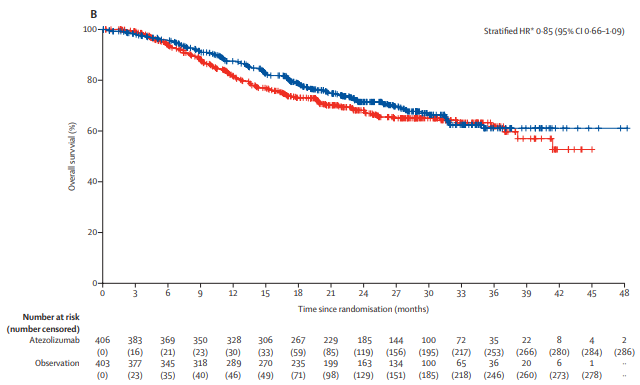 B
Stratified HR* 0·85 (95% CI 0·66–1·09)
100
80
60
40
20
0
Overall survival (%)
0 3 6 9 12 15 18 21 24 27 30 33 36 39 42 45 48
Time since randomisation (months)
Number at risk
(number censored)
Atezolizumab 406 383 369 350 328 306 267 229 185 144 100 72 35 22 8 4 2
(0) (16) (21) (23) (30) (33) (59) (85) (119) (156) (195) (217) (253) (266) (280) (284) (286)
Observation 403 377 345 318 289 270 235 199 163 134 100 65 36 20 6 1 ··
(0) (23) (35) (40) (46) (49) (71) (98) (129) (151) (185) (218) (246) (260) (273) (278) ··